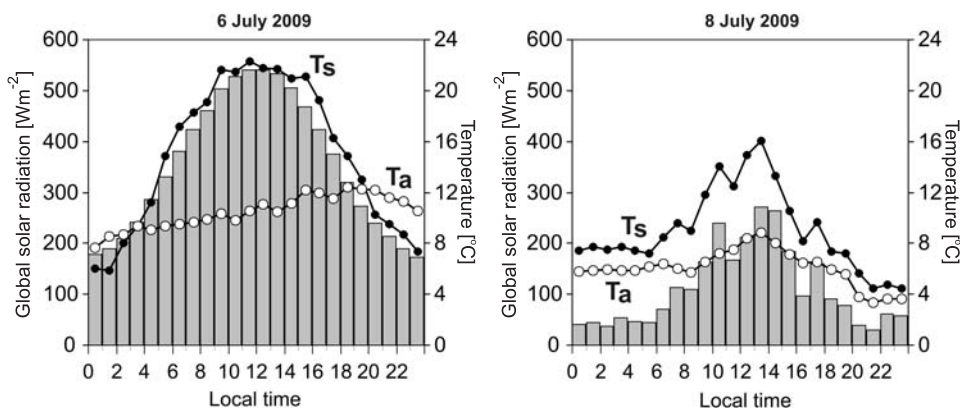 6 July 2009
Global solar radiation [Wm⁻²]
600
500
400
300
200
100
0
24
22
16
12
8
4
0
Temperature [°C]
Ts
Ta
0 2 4 6 8 10 12 14 16 18 20 22
Local time
8 July 2009
Global solar radiation [Wm⁻²]
600
500
400
300
200
100
0
24
22
16
12
8
4
0
Temperature [°C]
Ts
Ta
0 2 4 6 8 10 12 14 16 18 20 22
Local time